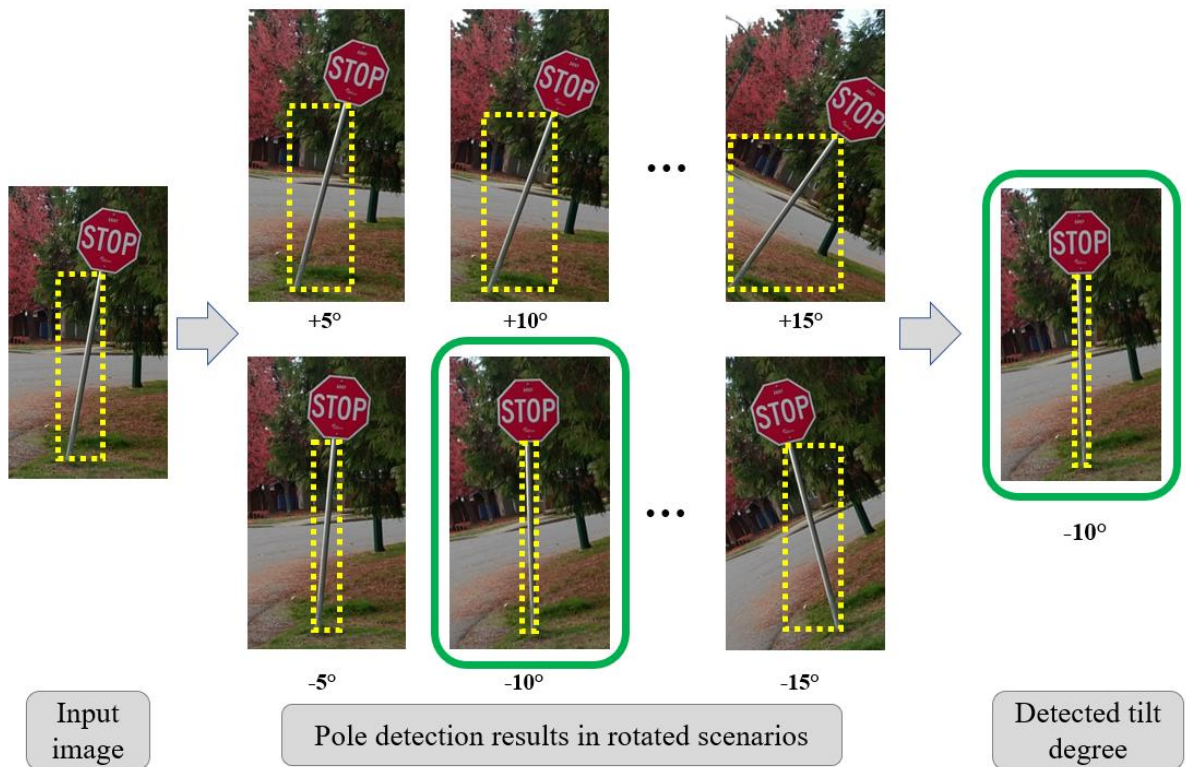 STOP
STOP
STOP
...
STOP
STOP
STOP
+5°
+10°
+15°
STOP
STOP
...
STOP
-10°
-5°
-10°
-15°
Input
image
Pole detection results in rotated scenarios
Detected tilt
degree